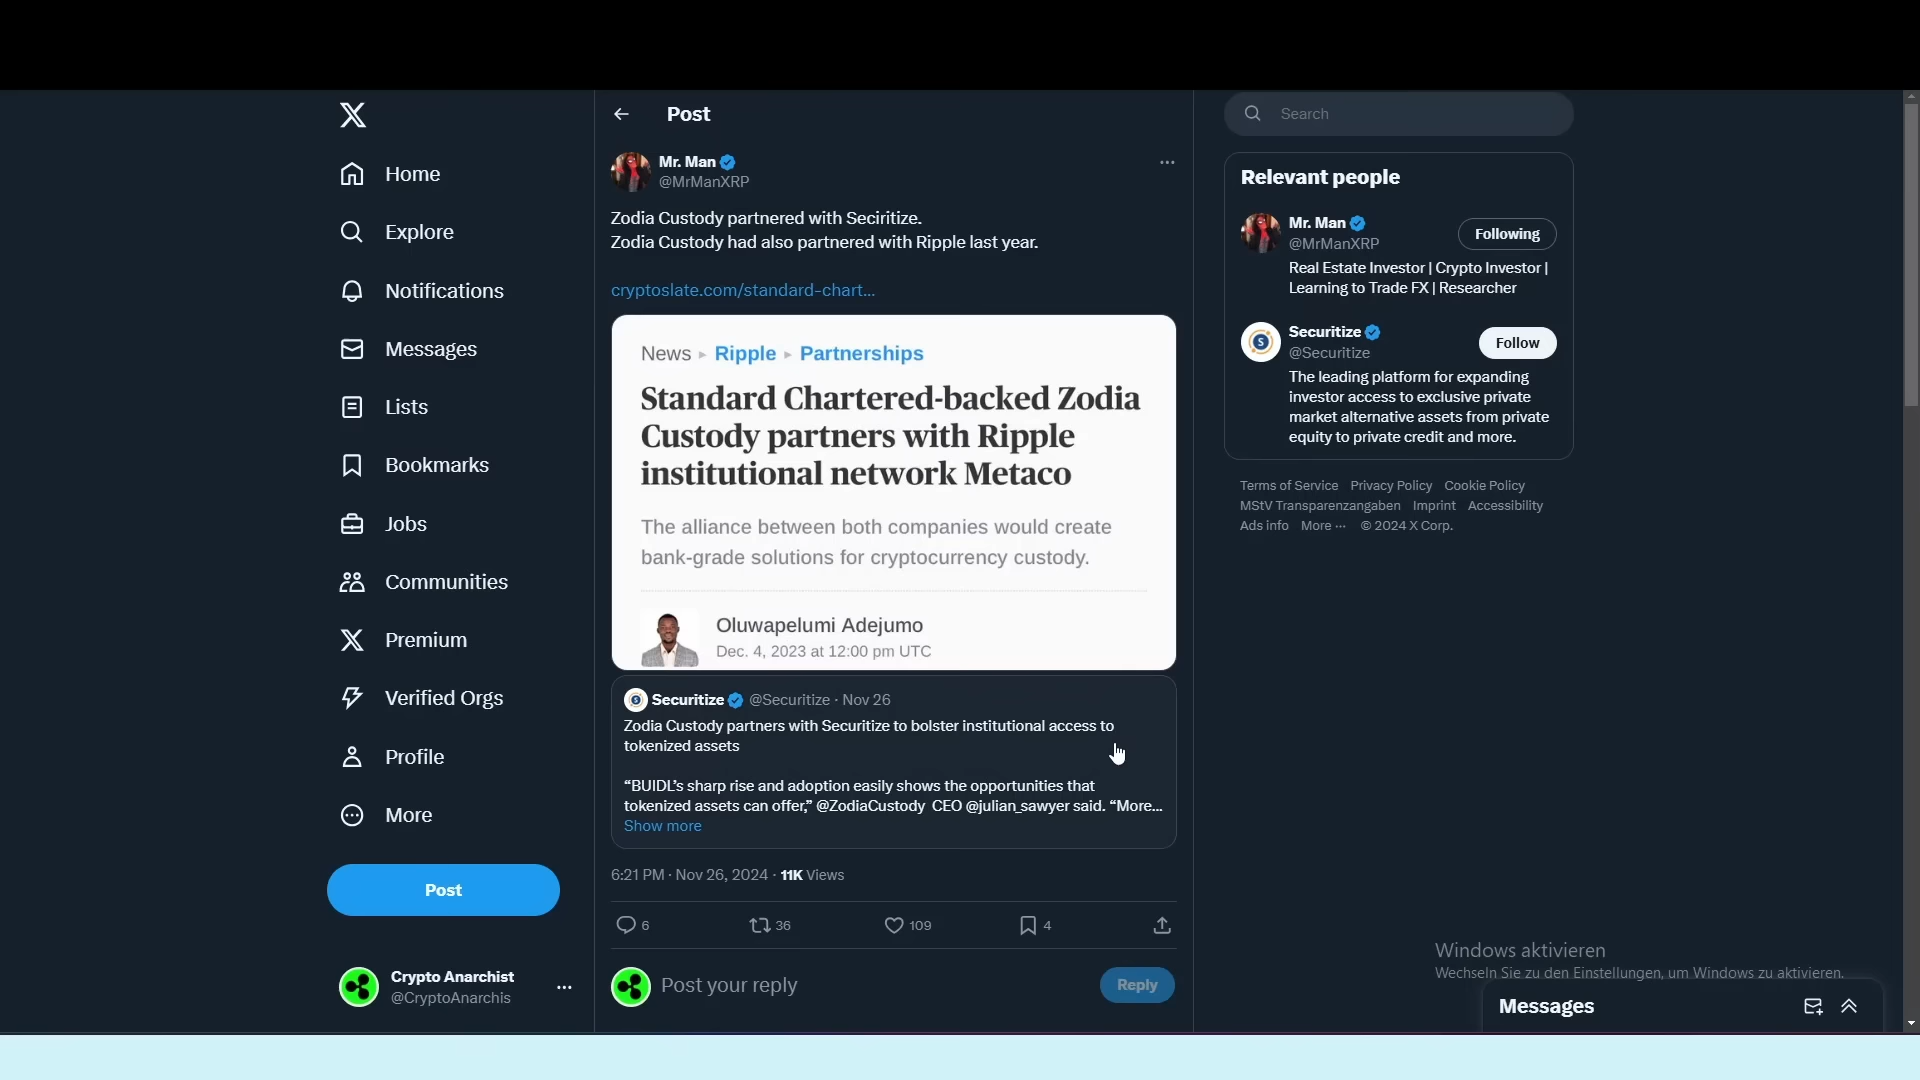 Home
Explore
Notifications
Messages
Lists
Bookmarks
Jobs
Communities
Premium
Verified Orgs
Profile
More
Post
Crypto Anarchist
@CryptoAnarchis
Post
Mr. Man
@MrManXRP
Zodia Custody partnered with Seciritize.
Zodia Custody had also partnered with Ripple last year.
cryptoslate.com/standard-chart...
News ▸ Ripple ▸ Partnerships
Standard Chartered-backed Zodia
Custody partners with Ripple
institutional network Metaco
The alliance between both companies would create
bank-grade solutions for cryptocurrency custody.
Oluwapelumi Adejumo
Dec. 4, 2023 at 12:00 pm UTC
Securitize @Securitize · Nov 26
Zodia Custody partners with Securitize to bolster institutional access to
tokenized assets
“BUIDL’s sharp rise and adoption easily shows the opportunities that
tokenized assets can offer,” @ZodiaCustody CEO @julian_sawyer said. “More...
Show more
6:21 PM · Nov 26, 2024 · 11K Views
6 36 109 4
Post your reply
Reply
Search
Relevant people
Mr. Man
@MrManXRP
Following
Real Estate Investor | Crypto Investor |
Learning to Trade FX | Researcher
Securitize
@Securitize
Follow
The leading platform for expanding
investor access to exclusive private
market alternative assets from private
equity to private credit and more.
Terms of Service Privacy Policy Cookie Policy
MStV Transparenzangaben Imprint Accessibility
Ads info More ··· © 2024 X Corp.
Windows aktivieren
Wechseln Sie zu den Einstellungen, um Windows zu aktivieren.
Messages